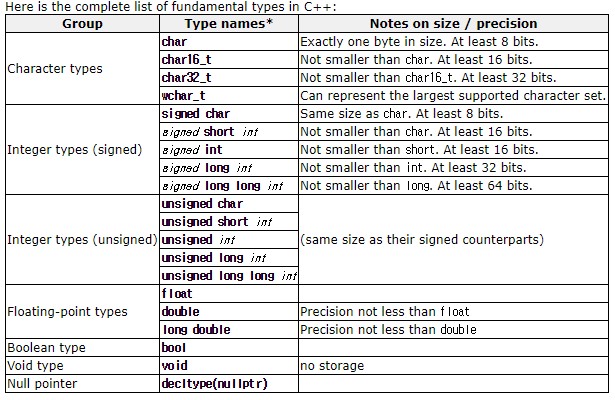 Here is the complete list of fundamental types in C++:
Group Type names* Notes on size / precision
Character types
char Exactly one byte in size. At least 8 bits.
char16_t Not smaller than char. At least 16 bits.
char32_t Not smaller than char16_t. At least 32 bits.
wchar_t Can represent the largest supported character set.
Integer types (signed)
signed char Same size as char. At least 8 bits.
signed short int Not smaller than char. At least 16 bits.
signed int Not smaller than short. At least 16 bits.
signed long int Not smaller than int. At least 32 bits.
signed long long int Not smaller than long. At least 64 bits.
Integer types (unsigned)
unsigned char
unsigned short int
unsigned int
unsigned long int
unsigned long long int
(same size as their signed counterparts)
Floating-point types
float
double Precision not less than float
long double Precision not less than double
Boolean type bool
Void type void no storage
Null pointer decltype(nullptr)